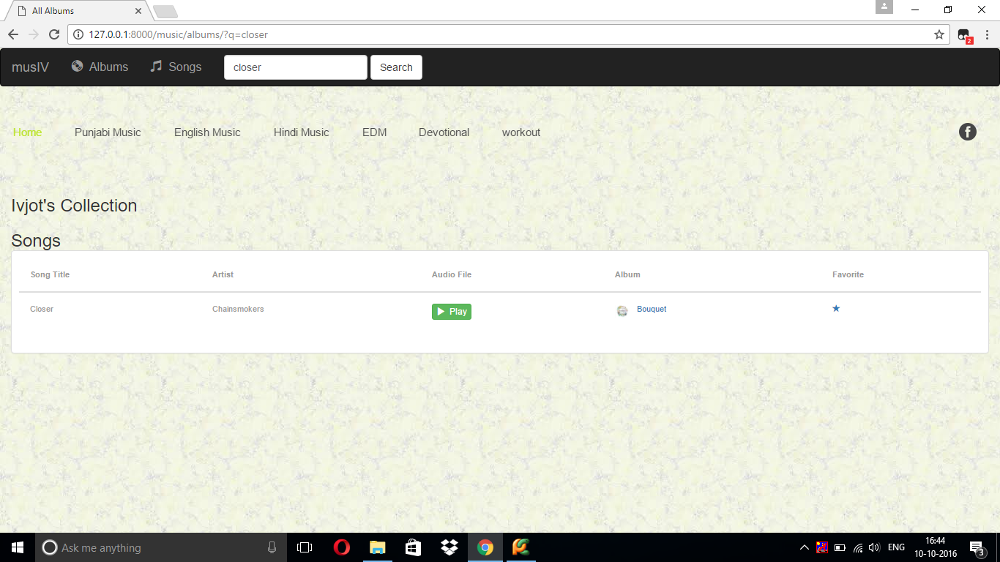 All Albums
127.0.0.1:8000/music/albums/?q=closer
2
musIV Albums Songs closer Search
Home Punjabi Music English Music Hindi Music EDM Devotional workout
Ivjot's Collection
Songs
Song Title Artist Audio File Album Favorite
Closer Chainsmokers Play Bouquet
Ask me anything
ENG
16:44
10-10-2016
3